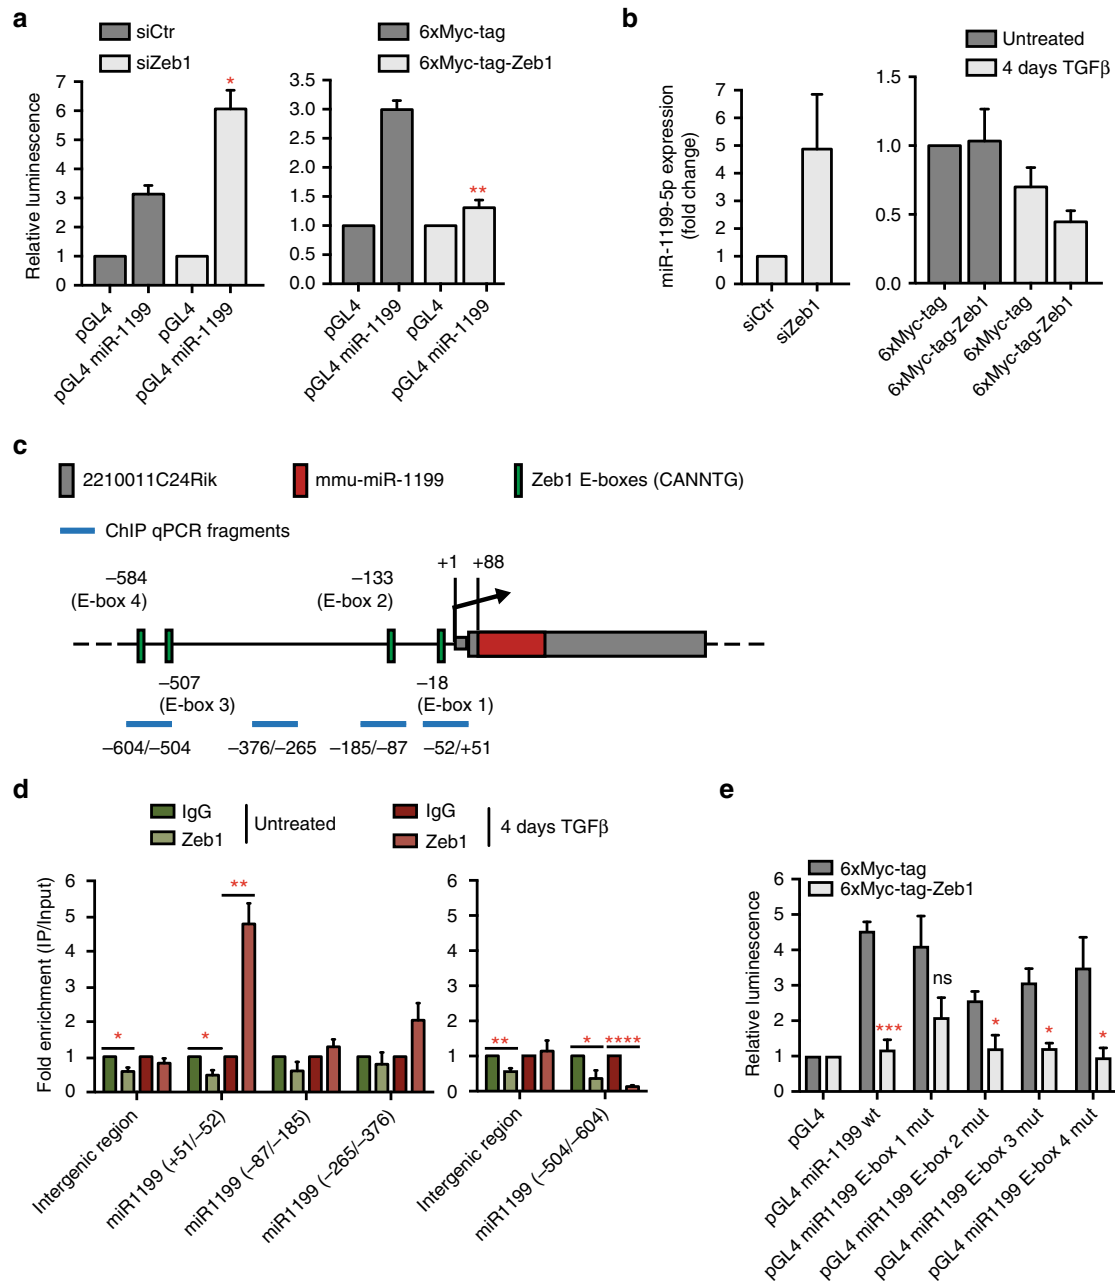 a
siCtr
siZeb1
6xMyc-tag
6xMyc-tag-Zeb1
Relative luminescence
7
6
5
4
3
2
1
0
*
pGL4
pGL4 miR-1199
pGL4
pGL4 miR-1199
3.5
3.0
2.5
2.0
1.5
1.0
0.5
0.0
**
pGL4
pGL4 miR-1199
pGL4
pGL4 miR-1199
b
Untreated
4 days TGFβ
miR-1199-5p expression
(fold change)
7
6
5
4
3
2
1
0
siCtr
siZeb1
1.5
1.0
0.5
0.0
6xMyc-tag
6xMyc-tag-Zeb1
6xMyc-tag
6xMyc-tag-Zeb1
c
2210011C24Rik
mmu-miR-1199
Zeb1 E-boxes (CANNTG)
ChIP qPCR fragments
–584
(E-box 4)
–133
(E-box 2)
+1
+88
–507
(E-box 3)
–18
(E-box 1)
–604/–504
–376/–265
–185/–87
–52/+51
d
IgG
Zeb1
Untreated
IgG
Zeb1
4 days TGFβ
Fold enrichment (IP/Input)
6
5
4
3
2
1
0
*
*
**
Intergenic region
miR1199 (+51/–52)
miR1199 (–87/–185)
miR1199 (–265/–376)
6
5
4
3
2
1
0
**
*
****
Intergenic region
miR1199 (–504/–604)
e
6xMyc-tag
6xMyc-tag-Zeb1
Relative luminescence
6
5
4
3
2
1
0
***
ns
*
*
*
pGL4
pGL4 miR-1199 wt
pGL4 miR1199 E-box 1 mut
pGL4 miR1199 E-box 2 mut
pGL4 miR1199 E-box 3 mut
pGL4 miR1199 E-box 4 mut